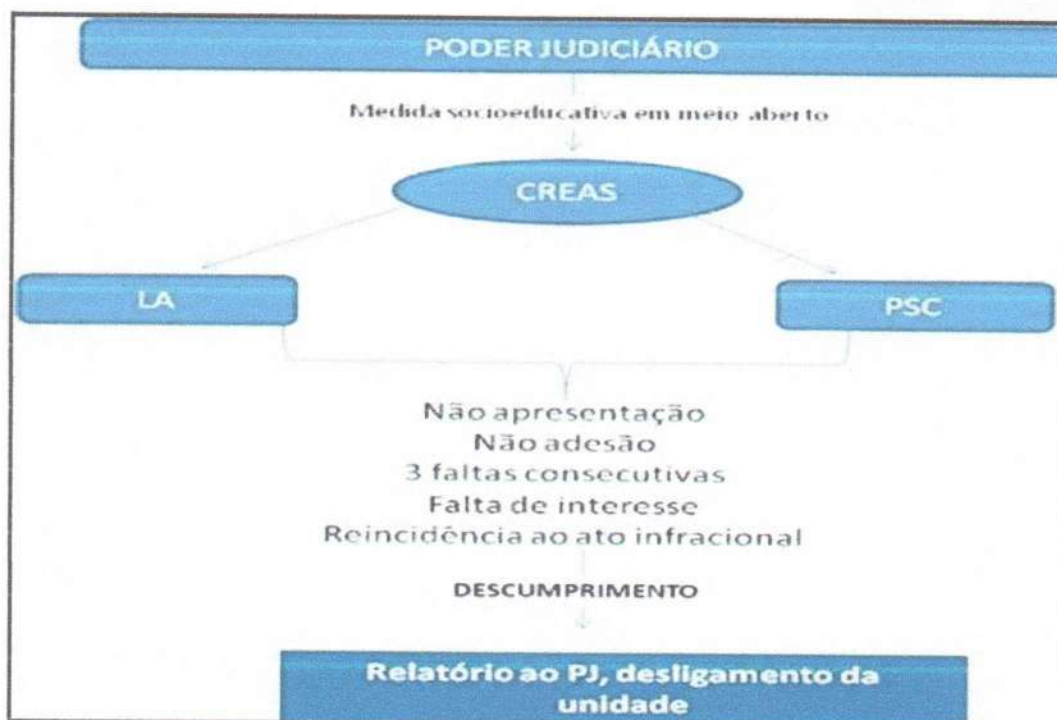 PODER JUDICIÁRIO
Medida socioeducativa em meio aberto
CREAS
LA
PSC
Não apresentação
Não adesão
3 faltas consecutivas
Falta de interesse
Reincidência ao ato infracional
DESCUMPRIMENTO
Relatório ao PJ, desligamento da
unidade